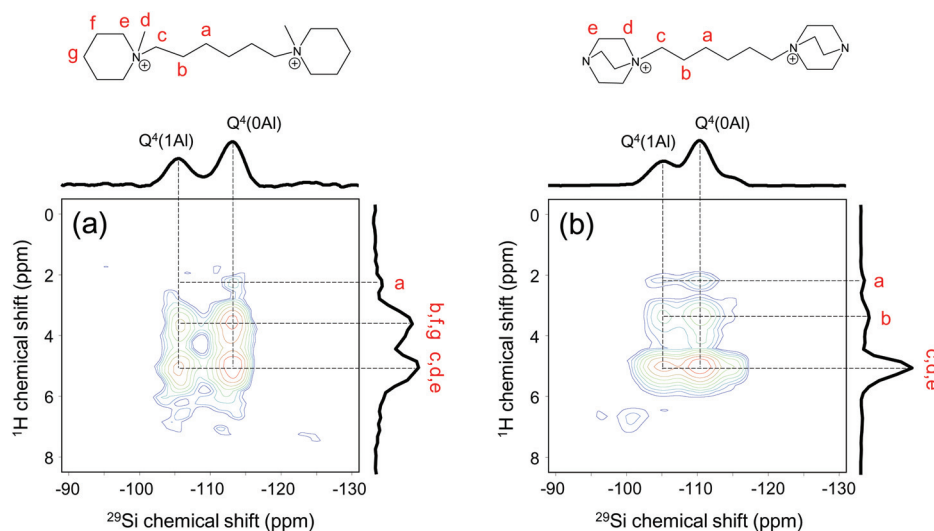 f e d c a
g N N
b
e d c a
N N N N
b
Q⁴(1Al) Q⁴(0Al)
Q⁴(1Al) Q⁴(0Al)
(a)
0
2
4
6
8
¹H chemical shift (ppm)
a
b,f,g
c,d,e
-90 -100 -110 -120 -130
²⁹Si chemical shift (ppm)
(b)
0
2
4
6
8
¹H chemical shift (ppm)
a
b
c,d,e
-90 -100 -110 -120 -130
²⁹Si chemical shift (ppm)